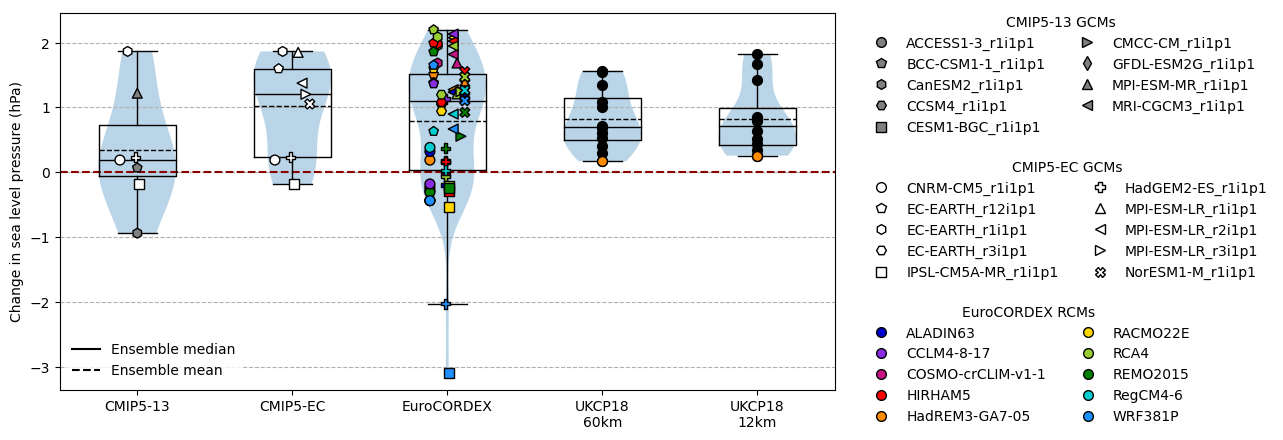 Change in sea level pressure (hPa)
2
1
0
−1
−2
−3
Ensemble median
Ensemble mean
CMIP5-13
CMIP5-EC
EuroCORDEX
UKCP18
60km
UKCP18
12km
CMIP5-13 GCMs
ACCESS1-3_r1i1p1
BCC-CSM1-1_r1i1p1
CanESM2_r1i1p1
CCSM4_r1i1p1
CESM1-BGC_r1i1p1
CMCC-CM_r1i1p1
GFDL-ESM2G_r1i1p1
MPI-ESM-MR_r1i1p1
MRI-CGCM3_r1i1p1
CMIP5-EC GCMs
CNRM-CM5_r1i1p1
EC-EARTH_r12i1p1
EC-EARTH_r1i1p1
EC-EARTH_r3i1p1
IPSL-CM5A-MR_r1i1p1
HadGEM2-ES_r1i1p1
MPI-ESM-LR_r1i1p1
MPI-ESM-LR_r2i1p1
MPI-ESM-LR_r3i1p1
NorESM1-M_r1i1p1
EuroCORDEX RCMs
ALADIN63
CCLM4-8-17
COSMO-crCLIM-v1-1
HIRHAM5
HadREM3-GA7-05
RACMO22E
RCA4
REMO2015
RegCM4-6
WRF381P